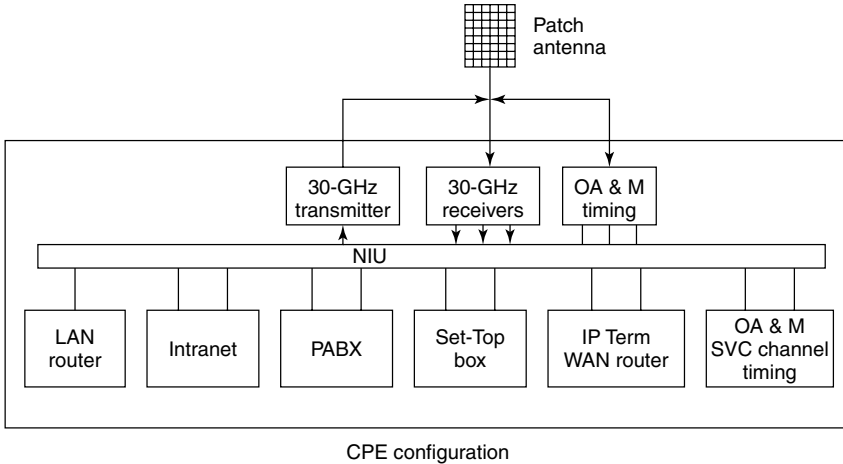 Patch
antenna
30-GHz
transmitter
30-GHz
receivers
OA & M
timing
NIU
LAN
router
Intranet
PABX
Set-Top
box
IP Term
WAN router
OA & M
SVC channel
timing
CPE configuration